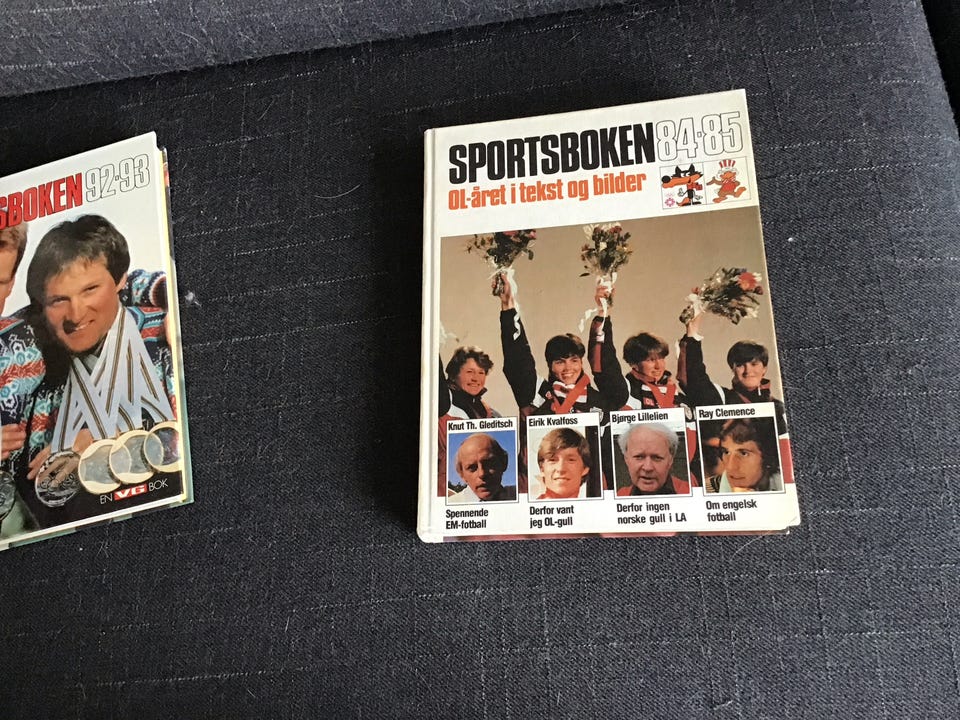 SBOKEN 92·93
EN VG BOK
SPORTSBOKEN 84·85
OL-året i tekst og bilder
Knut Th. Gleditsch
Spennende
EM-fotball
Eirik Kvalfoss
Derfor vant
jeg OL-gull
Bjørge Lillelien
Derfor ingen
norske gull i LA
Ray Clemence
Om engelsk
fotball